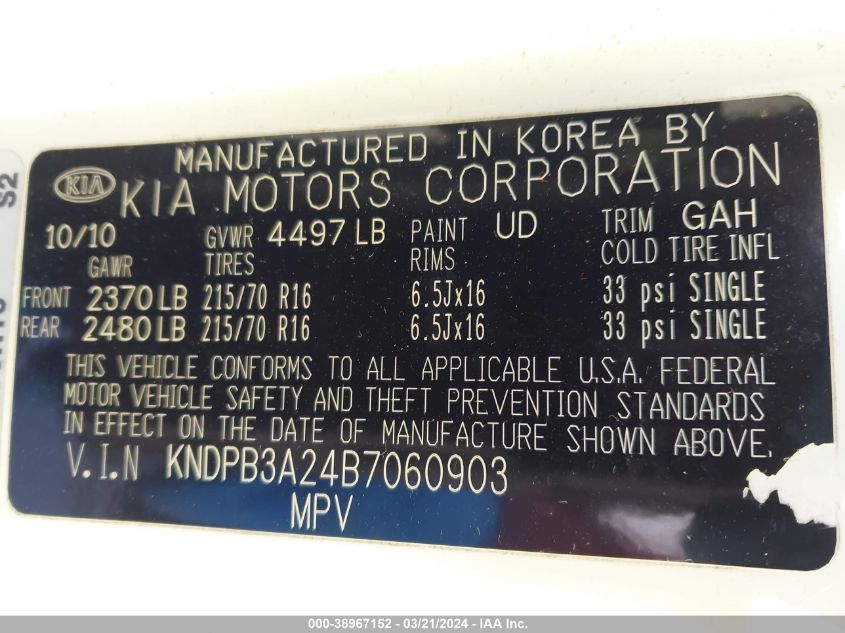 MANUFACTURED IN KOREA BY
KIA KIA MOTORS CORPORATION
10/10 GVWR 4497 LB PAINT UD TRIM GAH
GAWR TIRES RIMS COLD TIRE INFL
FRONT 2370 LB 215/70 R16 6.5Jx16 33 psi SINGLE
REAR 2480 LB 215/70 R16 6.5Jx16 33 psi SINGLE
THIS VEHICLE CONFORMS TO ALL APPLICABLE U.S.A. FEDERAL
MOTOR VEHICLE SAFETY AND THEFT PREVENTION STANDARDS
IN EFFECT ON THE DATE OF MANUFACTURE SHOWN ABOVE.
V.I.N KNDPB3A24B7060903
MPV
S2
000-38967152 - 03/21/2024 - IAA Inc.